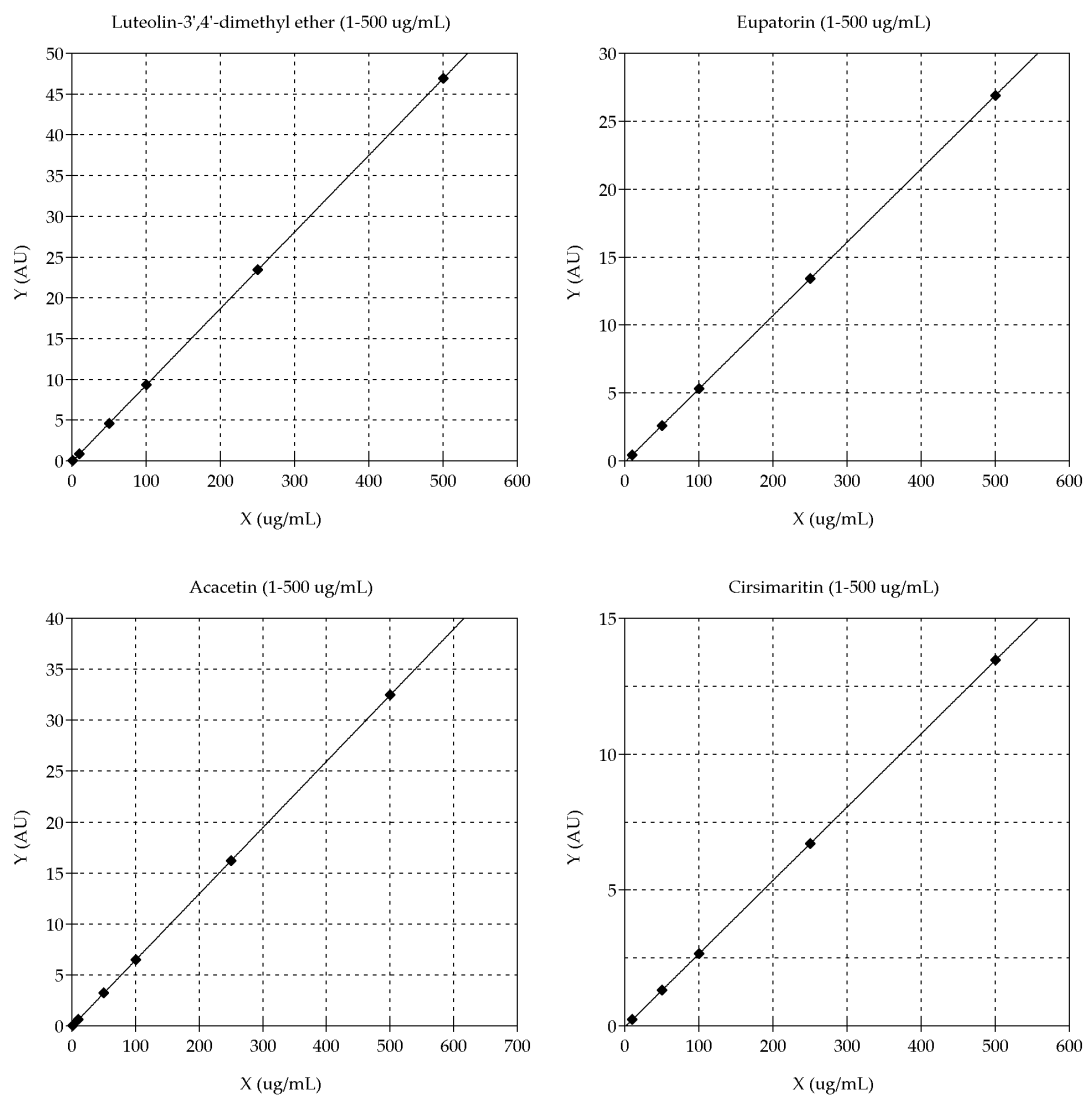 Luteolin-3',4'-dimethyl ether (1-500 ug/mL)
50
45
40
35
30
25
20
15
10
5
0
Y (AU)
0 100 200 300 400 500 600
X (ug/mL)
Eupatorin (1-500 ug/mL)
30
25
20
15
10
5
0
Y (AU)
0 100 200 300 400 500 600
X (ug/mL)
Acacetin (1-500 ug/mL)
40
35
30
25
20
15
10
5
0
Y (AU)
0 100 200 300 400 500 600 700
X (ug/mL)
Cirsimaritin (1-500 ug/mL)
15
10
5
0
Y (AU)
0 100 200 300 400 500 600
X (ug/mL)